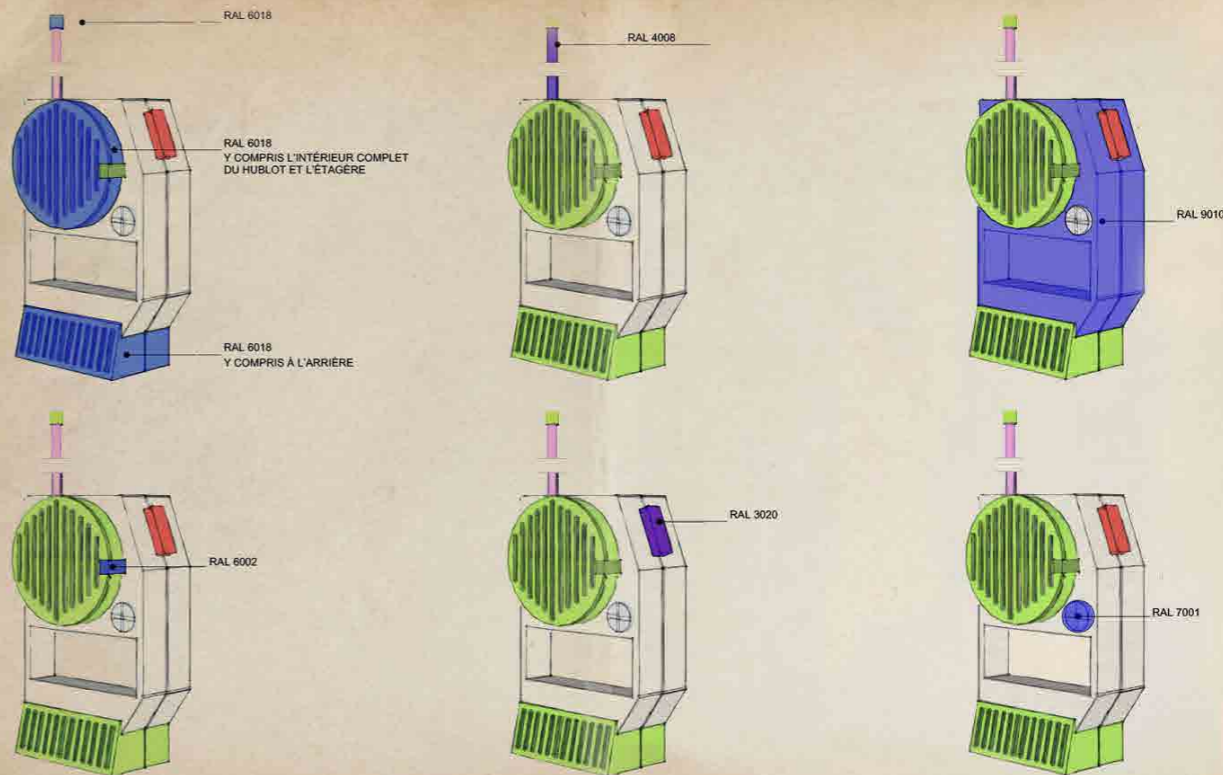 RAL 6018
RAL 6018
Y COMPRIS L'INTÉRIEUR COMPLET
DU HUBLOT ET L'ÉTAGÈRE
RAL 6018
Y COMPRIS À L'ARRIÈRE
RAL 4008
RAL 9010
RAL 6002
RAL 3020
RAL 7001